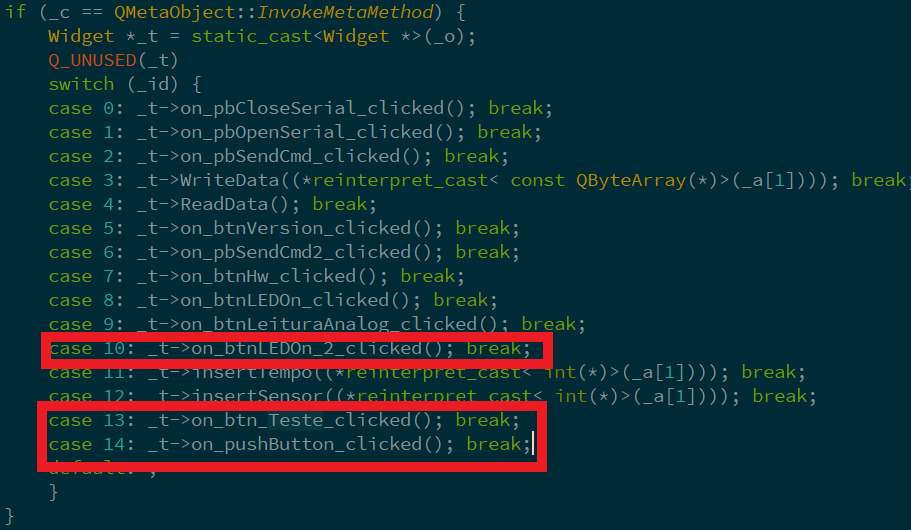 if (_c == QMetaObject::InvokeMetaMethod) {
Widget *_t = static_cast<Widget *>(_o);
Q_UNUSED(_t)
switch (_id) {
case 0: _t->on_pbCloseSerial_clicked(); break;
case 1: _t->on_pbOpenSerial_clicked(); break;
case 2: _t->on_pbSendCmd_clicked(); break;
case 3: _t->WriteData((*reinterpret_cast< const QByteArray(*)>(_a[1]))); break;
case 4: _t->ReadData(); break;
case 5: _t->on_btnVersion_clicked(); break;
case 6: _t->on_pbSendCmd2_clicked(); break;
case 7: _t->on_btnHw_clicked(); break;
case 8: _t->on_btnLEDOn_clicked(); break;
case 9: _t->on_btnLeituraAnalog_clicked(); break;
case 10: _t->on_btnLEDOn_2_clicked(); break;
case 11: _t->insertTempo((*reinterpret_cast< int(*)>(_a[1]))); break;
case 12: _t->insertSensor((*reinterpret_cast< int(*)>(_a[1]))); break;
case 13: _t->on_btn_Teste_clicked(); break;
case 14: _t->on_pushButton_clicked(); break;
default: ;
}
}